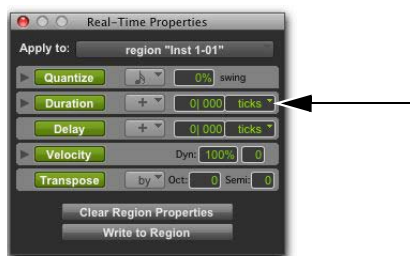 Real-Time Properties
Apply to: region "Inst 1-01"
Quantize 0% swing
Duration + 0| 000 ticks
Delay + 0| 000 ticks
Velocity Dyn: 100% 0
Transpose by Oct: 0 Semi: 0
Clear Region Properties
Write to Region